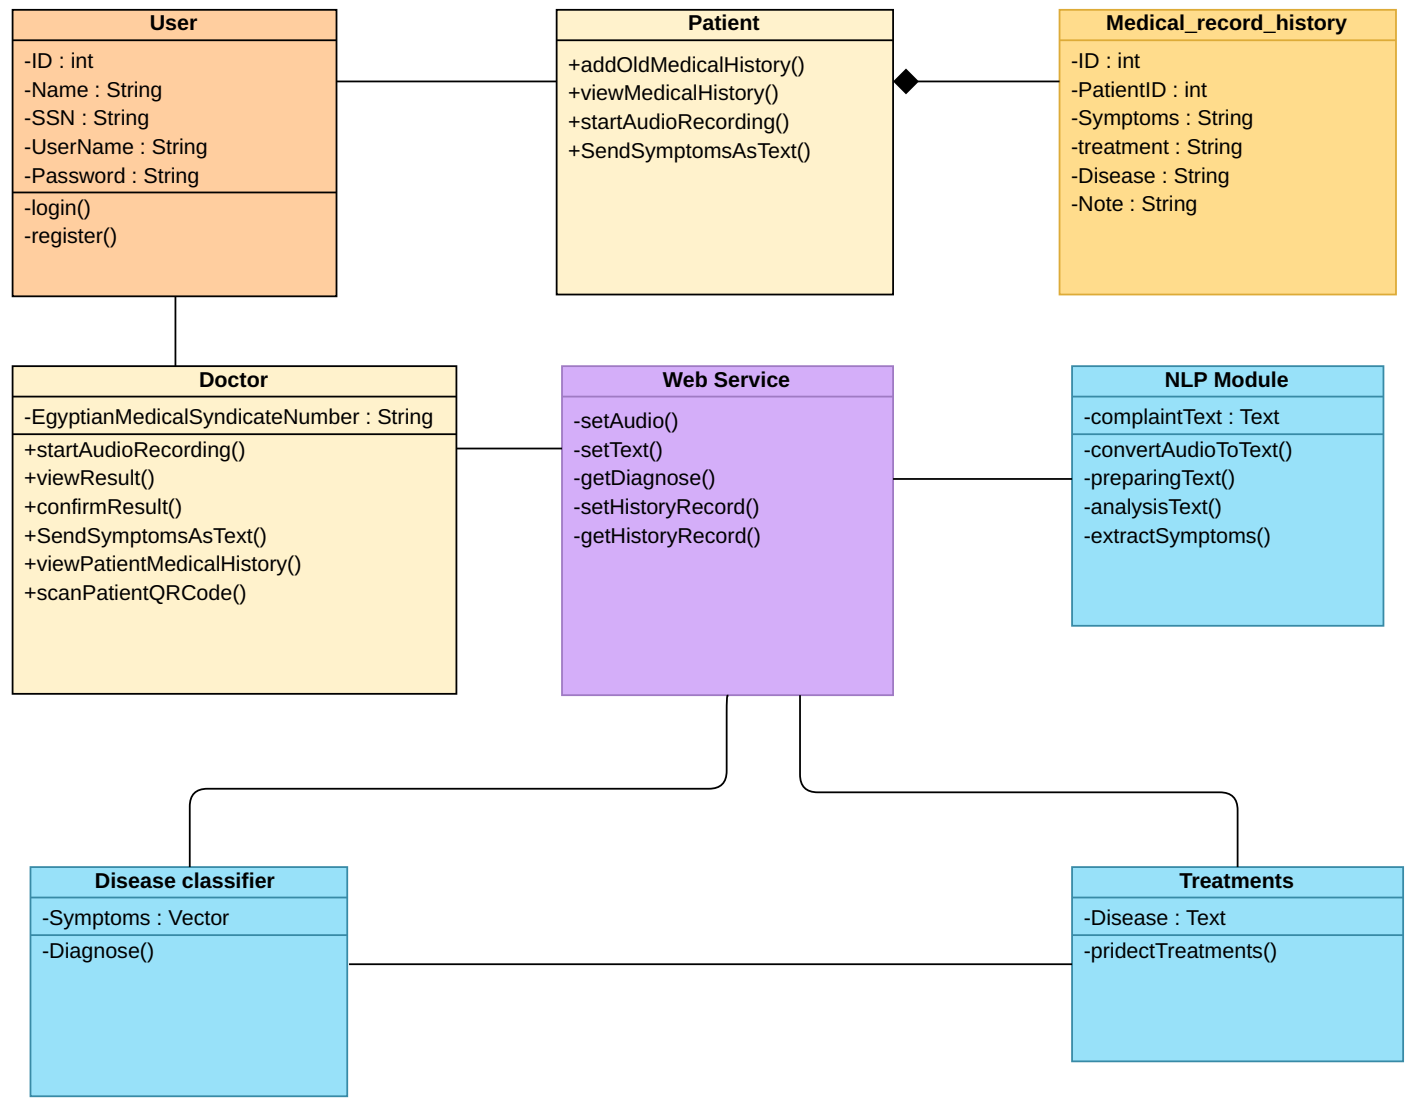 User
-ID : int
-Name : String
-SSN : String
-UserName : String
-Password : String
-login()
-register()
Patient
+addOldMedicalHistory()
+viewMedicalHistory()
+startAudioRecording()
+SendSymptomsAsText()
Medical_record_history
-ID : int
-PatientID : int
-Symptoms : String
-treatment : String
-Disease : String
-Note : String
Doctor
-EgyptianMedicalSyndicateNumber : String
+startAudioRecording()
+viewResult()
+confirmResult()
+SendSymptomsAsText()
+viewPatientMedicalHistory()
+scanPatientQRCode()
Web Service
-setAudio()
-setText()
-getDiagnose()
-setHistoryRecord()
-getHistoryRecord()
NLP Module
-complaintText : Text
-convertAudioToText()
-preparingText()
-analysisText()
-extractSymptoms()
Disease classifier
-Symptoms : Vector
-Diagnose()
Treatments
-Disease : Text
-pridectTreatments()